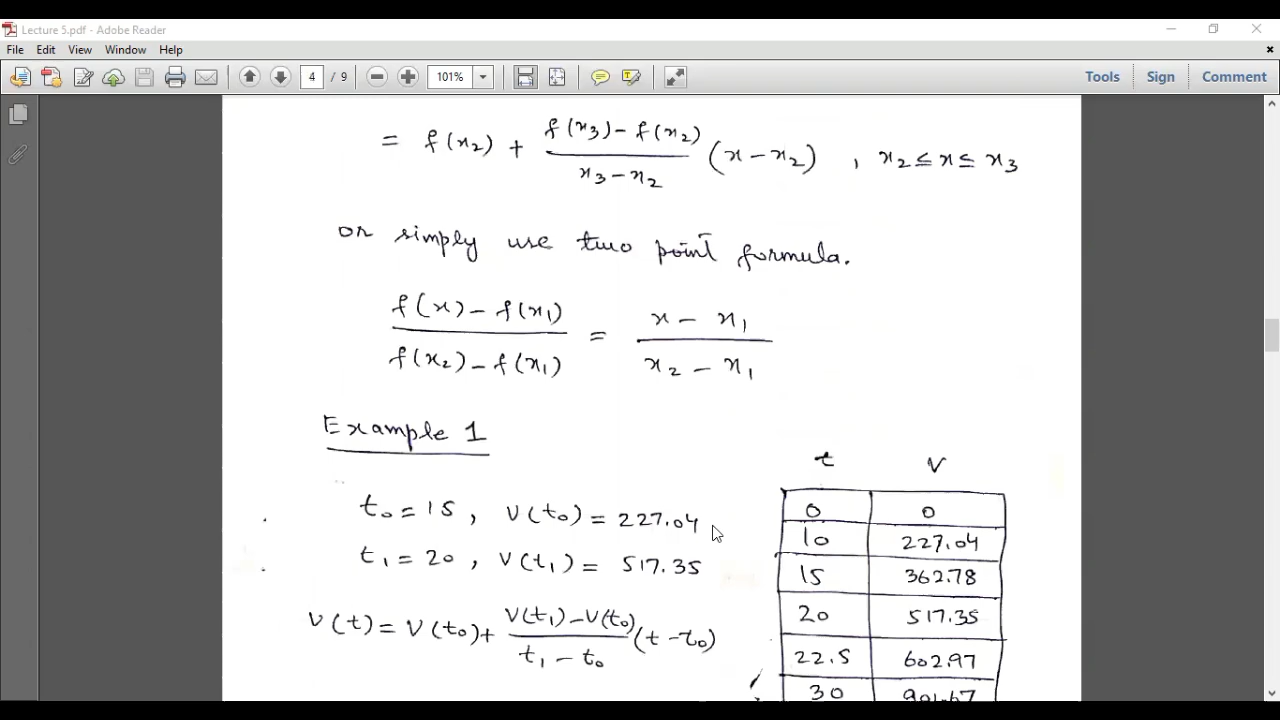 Lecture 5.pdf - Adobe Reader
File Edit View Window Help
4 / 9 101% Tools Sign Comment
= f(x2) + f(x3) - f(x2) / x3 - x2 (x - x2) , x2 ≤ x ≤ x3
or simply use two point formula.
f(x) - f(x1) / f(x2) - f(x1) = x - x1 / x2 - x1
Example 1
t0 = 15 , v(t0) = 227.04
t1 = 20 , v(t1) = 517.35
v(t) = v(t0) + v(t1) - v(t0) / t1 - t0 (t - t0)
t v
0 0
10 227.04
15 362.78
20 517.35
22.5 602.97
30 901.67